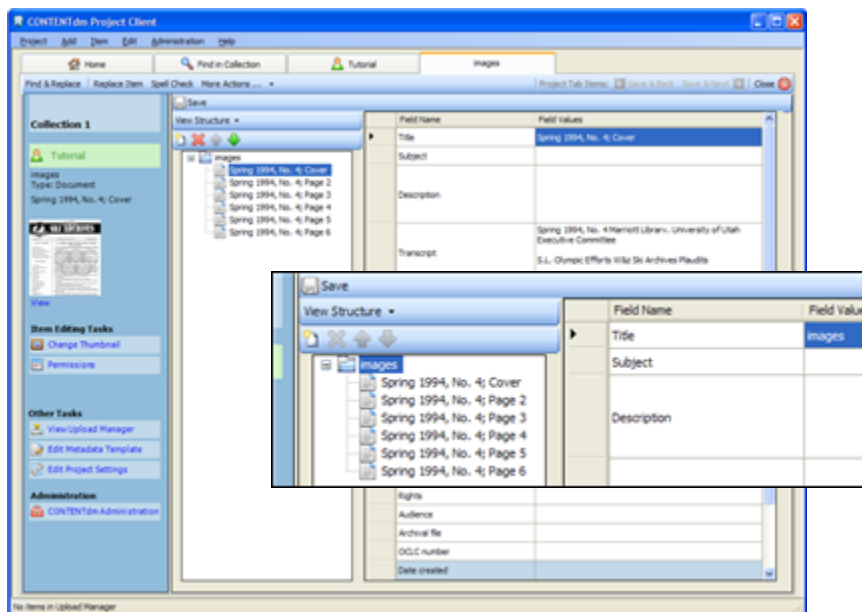 CONTENTdm Project Client
Project Add Item Edit Administration Help
Home Find in Collection Tutorial images
Find & Replace Replace Item Spell Check More Actions ... Project Tab Items: Save & Back Save & Next Close
Collection 1
Tutorial
images
Type: Document
Spring 1994, No. 4; Cover
SKI ARCHIVES
View
Item Editing Tasks
Change Thumbnail
Permissions
Other Tasks
View Upload Manager
Edit Metadata Template
Edit Project Settings
Administration
CONTENTdm Administration
Save
View Structure
images
Spring 1994, No. 4; Cover
Spring 1994, No. 4; Page 2
Spring 1994, No. 4; Page 3
Spring 1994, No. 4; Page 4
Spring 1994, No. 4; Page 5
Spring 1994, No. 4; Page 6
Field Name Field Values
Title Spring 1994, No. 4; Cover
Subject
Description
Transcript
Spring 1994, No. 4 Marriott Library, University of Utah
Executive Committee
S.L. Olympic Efforts Ski Archives Plaudits
Save
View Structure
images
Spring 1994, No. 4; Cover
Spring 1994, No. 4; Page 2
Spring 1994, No. 4; Page 3
Spring 1994, No. 4; Page 4
Spring 1994, No. 4; Page 5
Spring 1994, No. 4; Page 6
Field Name Field Value
Title images
Subject
Description
Rights
Audience
Archival file
OCLC number
Date created
No items in Upload Manager